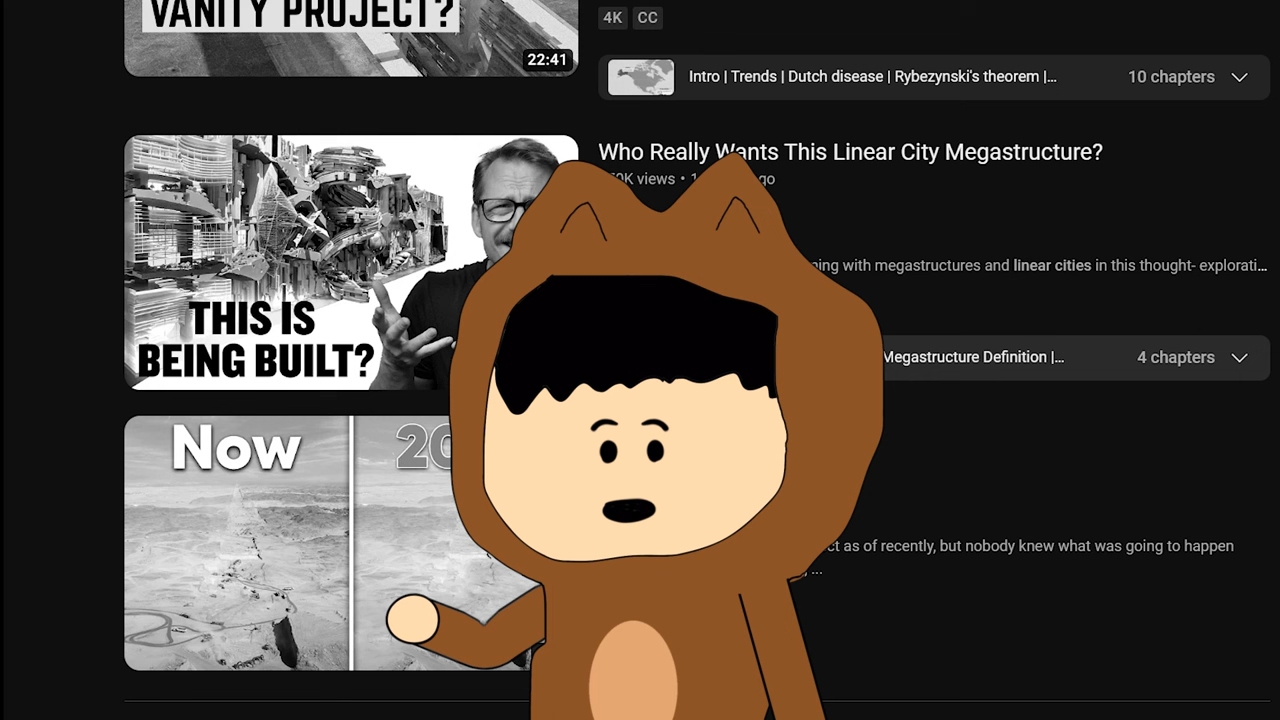 VANITY PROJECT?
22:41
4K CC
Intro | Trends | Dutch disease | Rybezynski's theorem |...
10 chapters
Who Really Wants This Linear City Megastructure?
views •
go
THIS IS
BEING BUILT?
with megastructures and linear cities in this thought- explorati...
Megastructure Definition |...
4 chapters
Now
20
as of recently, but nobody knew what was going to happen
...